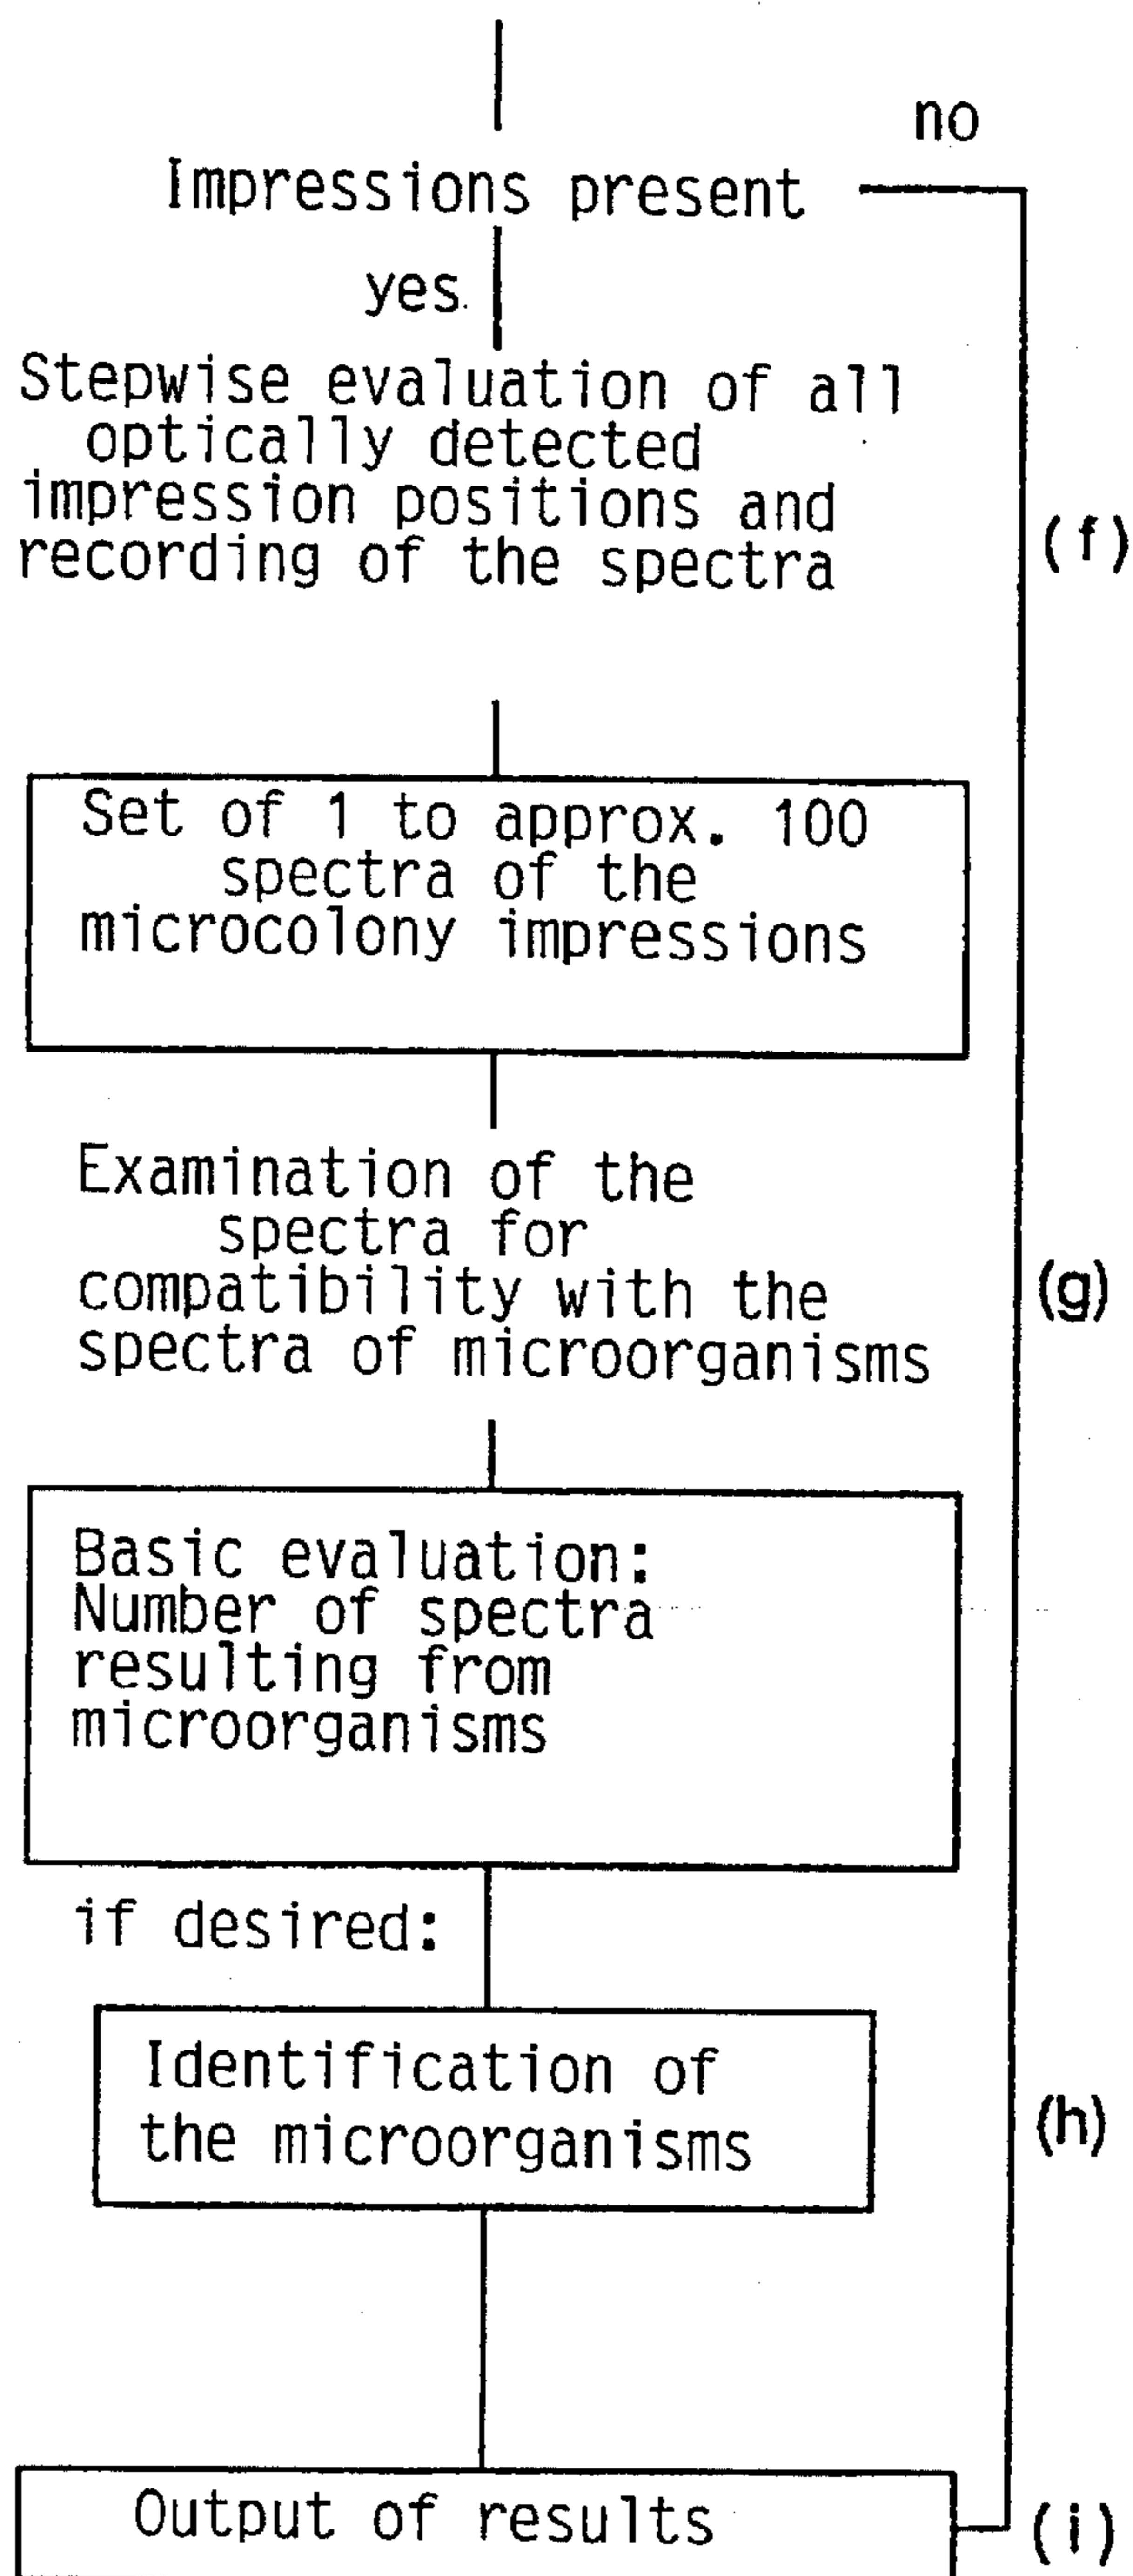 no
Impressions present
yes
Stepwise evaluation of all
optically detected
impression positions and
recording of the spectra
(f)
Set of 1 to approx. 100
spectra of the
microcolony impressions
Examination of the
spectra for
compatibility with the
spectra of microorganisms
(g)
Basic evaluation:
Number of spectra
resulting from
microorganisms
if desired:
Identification of
the microorganisms
(h)
Output of results
(i)